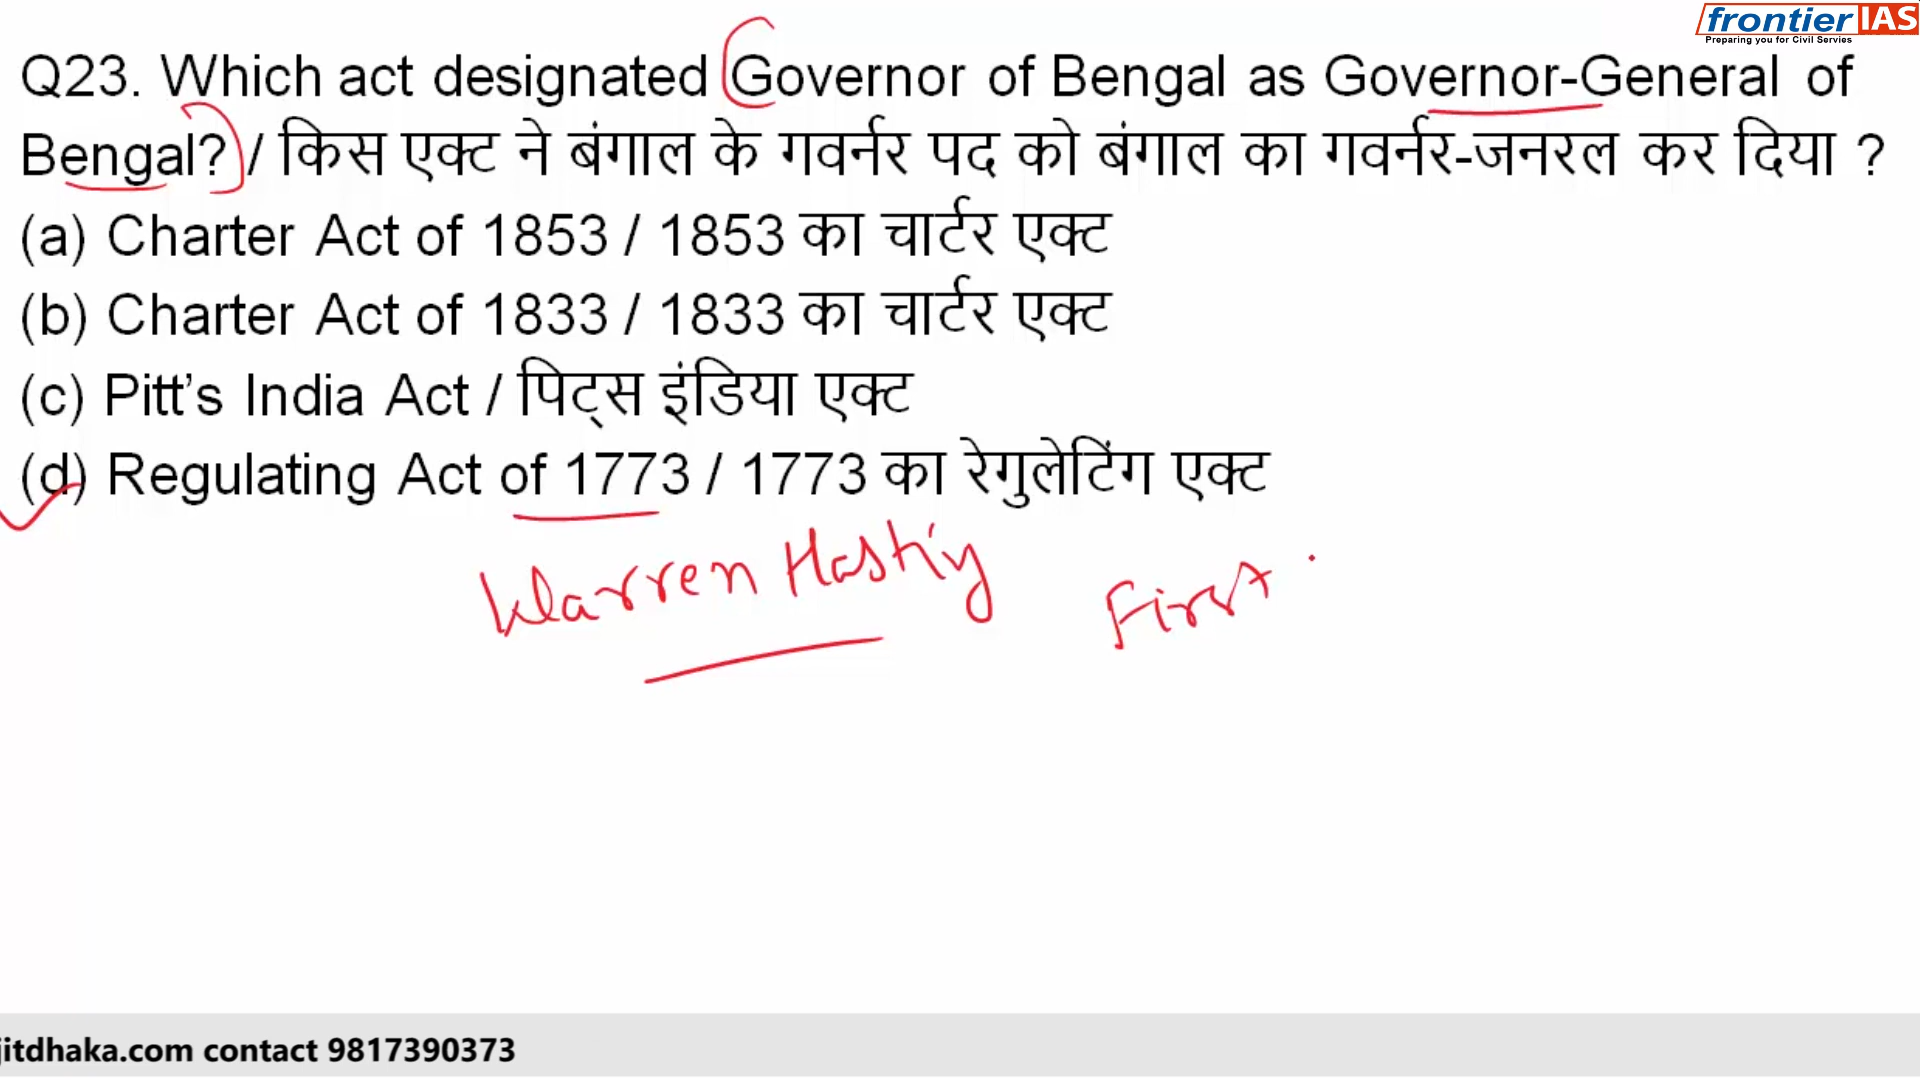 frontier IAS
Preparing you for Civil Servies
Q23. Which act designated Governor of Bengal as Governor-General of
Bengal? / किस एक्ट ने बंगाल के गवर्नर पद को बंगाल का गवर्नर-जनरल कर दिया ?
(a) Charter Act of 1853 / 1853 का चार्टर एक्ट
(b) Charter Act of 1833 / 1833 का चार्टर एक्ट
(c) Pitt’s India Act / पिट्स इंडिया एक्ट
(d) Regulating Act of 1773 / 1773 का रेगुलेटिंग एक्ट
Warren Hasting First
jitdhaka.com contact 9817390373